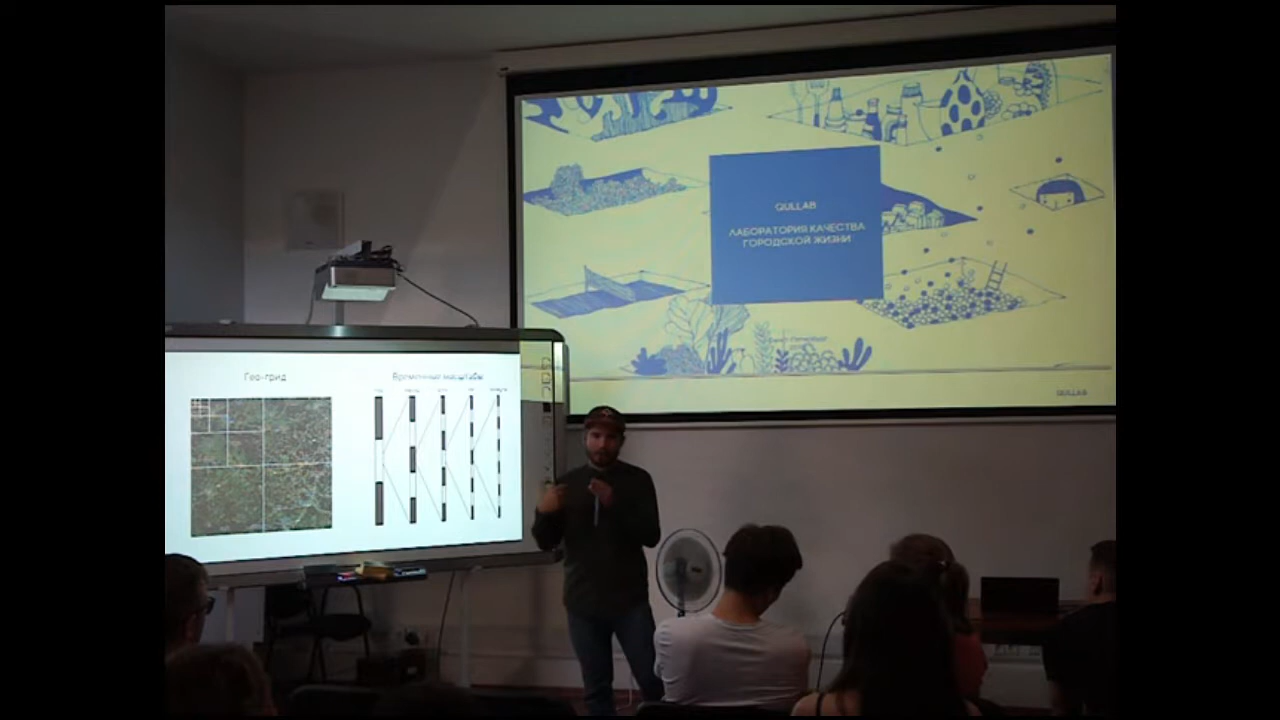 QULLAB
ЛАБОРАТОРИЯ КАЧЕСТВА
ГОРОДСКОЙ ЖИЗНИ
QULLAB
Гео-грид
Временные масштабы